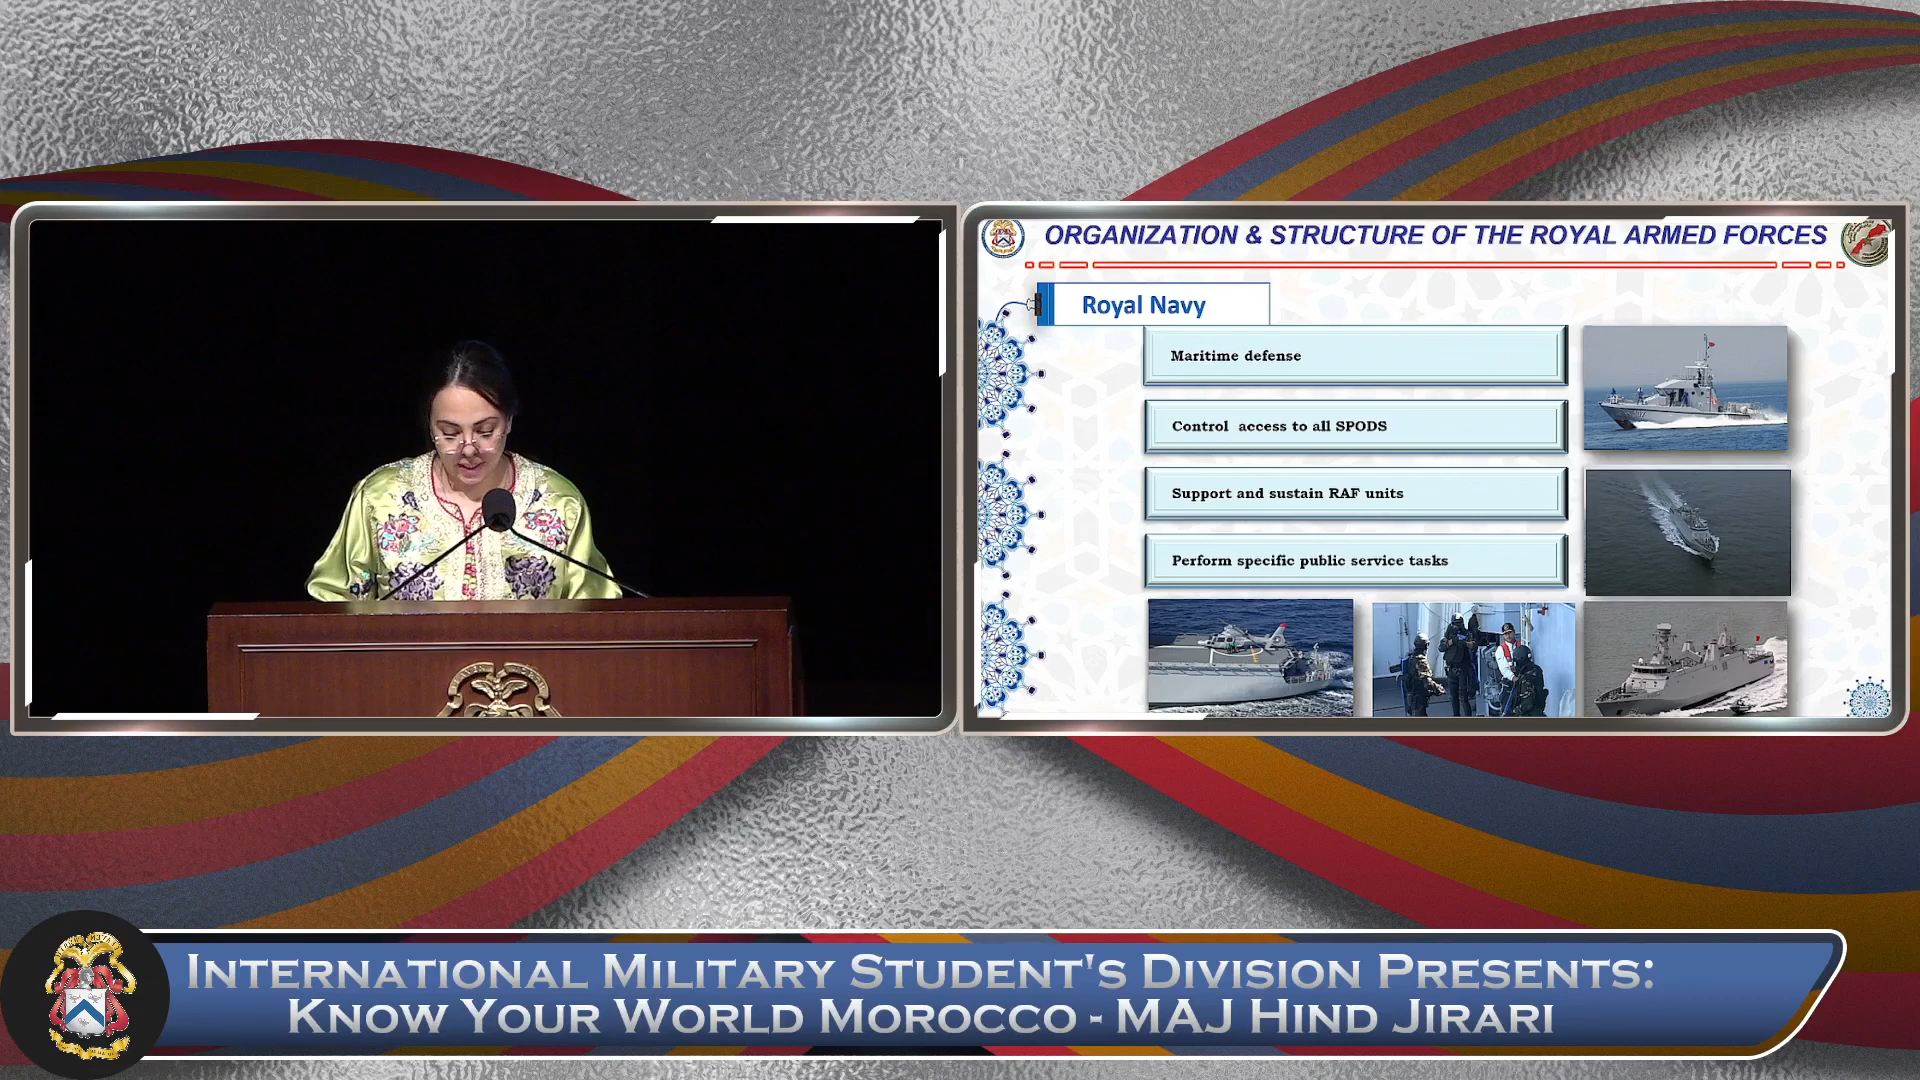 ORGANIZATION & STRUCTURE OF THE ROYAL ARMED FORCES
Royal Navy
Maritime defense
Control access to all SPODS
Support and sustain RAF units
Perform specific public service tasks
International Military Student's Division Presents:
Know Your World Morocco - MAJ Hind Jirari